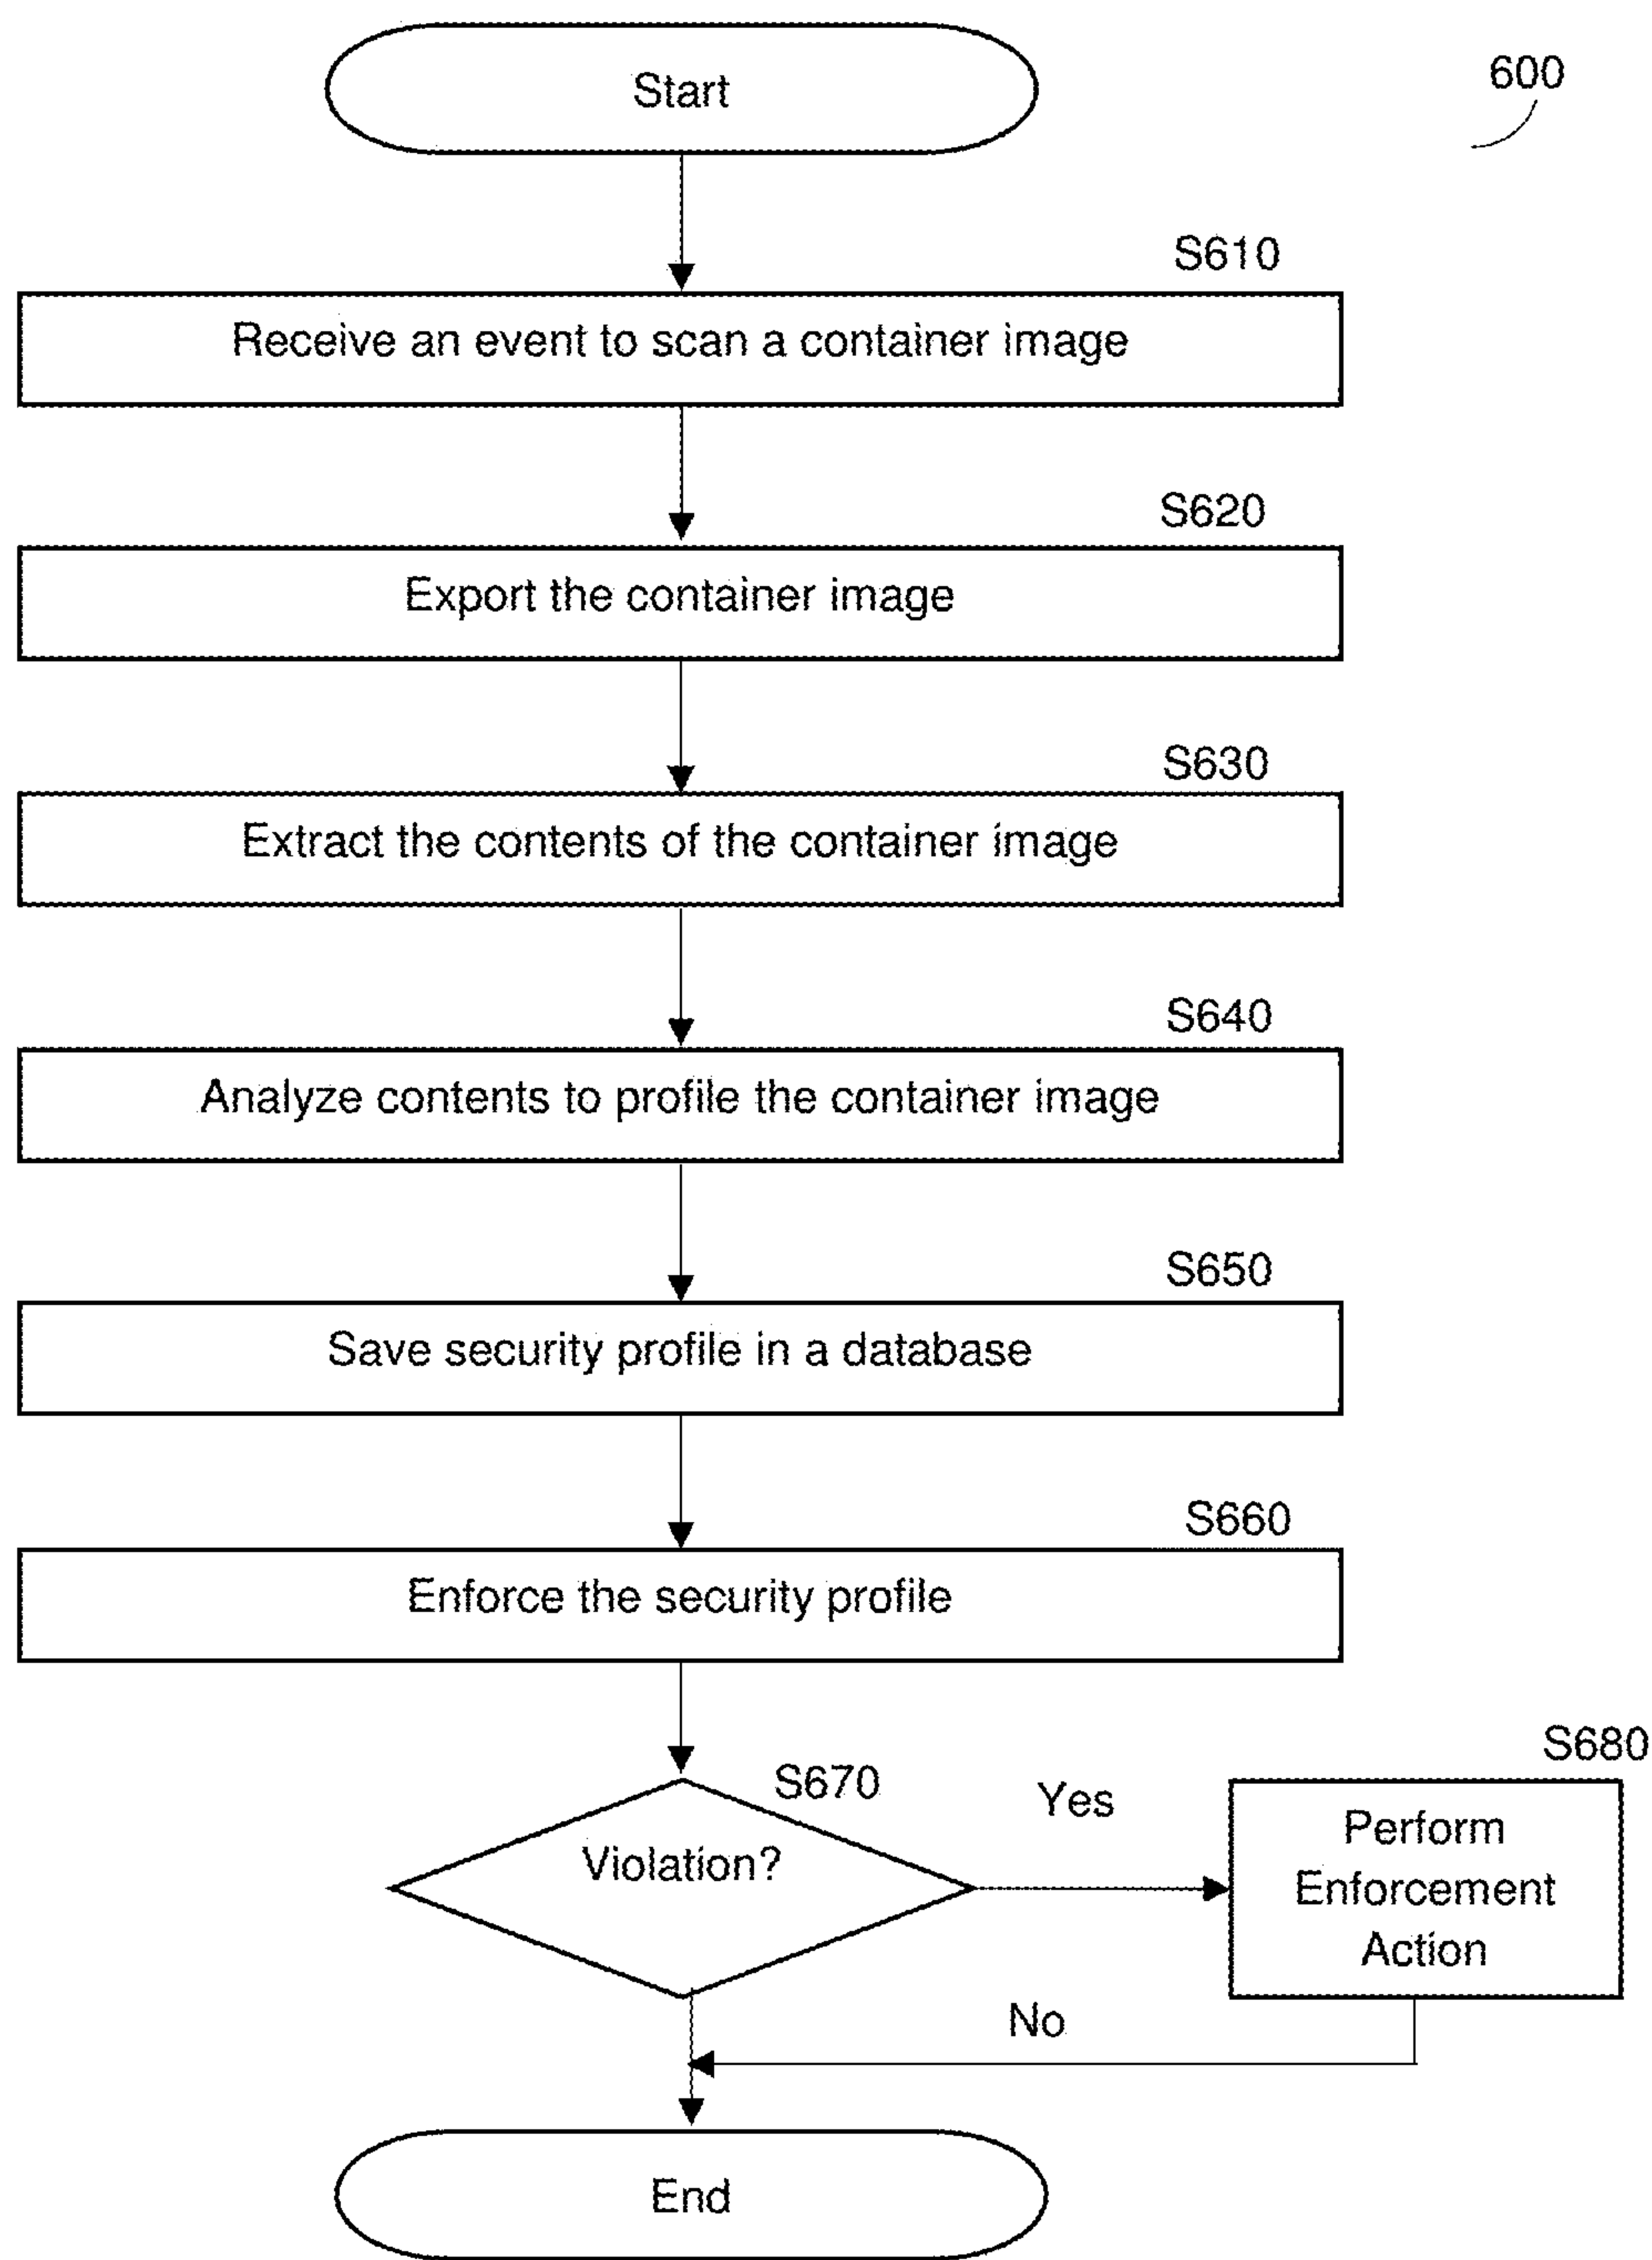 Start
600
S610
Receive an event to scan a container image
S620
Export the container image
S630
Extract the contents of the container image
S640
Analyze contents to profile the container image
S650
Save security profile in a database
S660
Enforce the security profile
S670
Violation?
Yes
S680
Perform
Enforcement
Action
No
End